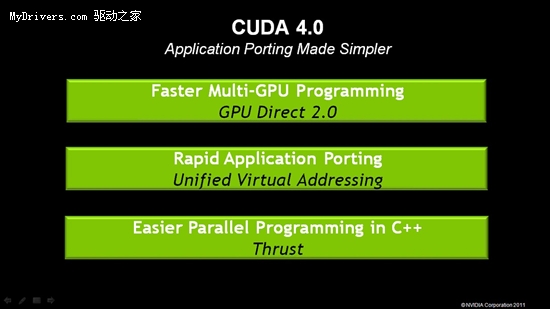 MyDrivers.com 驱动之家
CUDA 4.0
Application Porting Made Simpler
Faster Multi-GPU Programming
GPU Direct 2.0
Rapid Application Porting
Unified Virtual Addressing
Easier Parallel Programming in C++
Thrust
©NVIDIA Corporation 2011